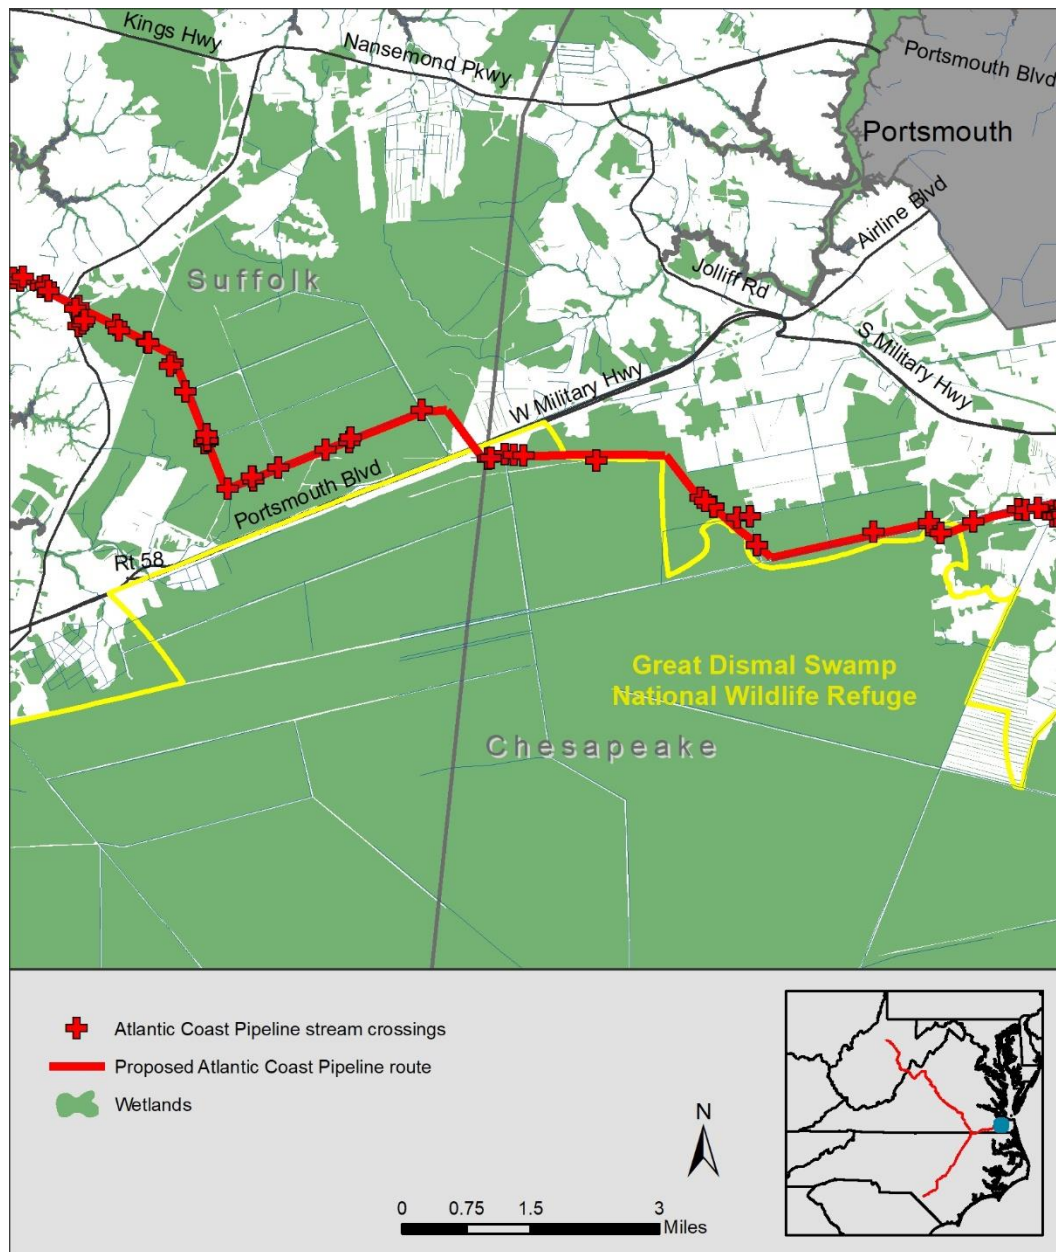 Kings Hwy
Nansemond Pkwy
Portsmouth Blvd
Portsmouth
Airline Blvd
Suffolk
Jolliff Rd
S Military Hwy
W Military Hwy
Portsmouth Blvd
Rt 58
Great Dismal Swamp
National Wildlife Refuge
Chesapeake
Atlantic Coast Pipeline stream crossings
Proposed Atlantic Coast Pipeline route
Wetlands
N
0 0.75 1.5 3
Miles